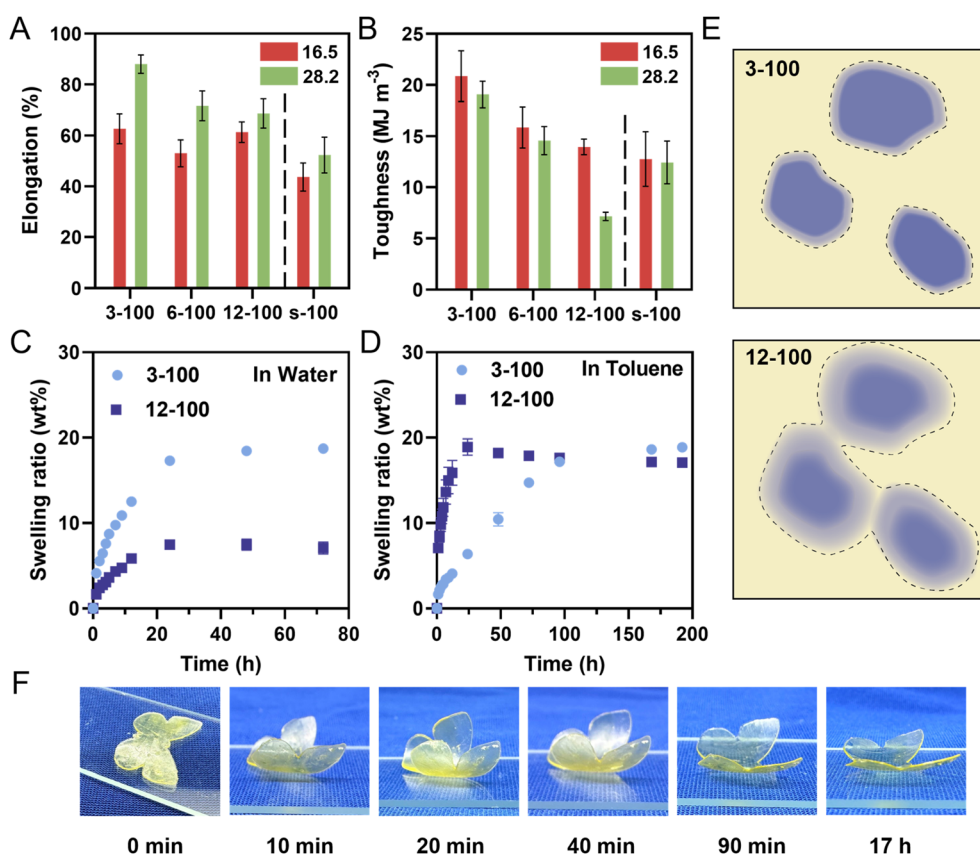 A
Elongation (%)
100
80
60
40
20
0
16.5
28.2
3-100 6-100 12-100 s-100
B
Toughness (MJ m⁻³)
25
20
15
10
5
0
16.5
28.2
3-100 6-100 12-100 s-100
E
3-100
12-100
C
Swelling ratio (wt%)
30
20
10
0
3-100
12-100
In Water
0 20 40 60 80
Time (h)
D
Swelling ratio (wt%)
30
20
10
0
3-100
12-100
In Toluene
0 50 100 150 200
Time (h)
F
0 min 10 min 20 min 40 min 90 min 17 h